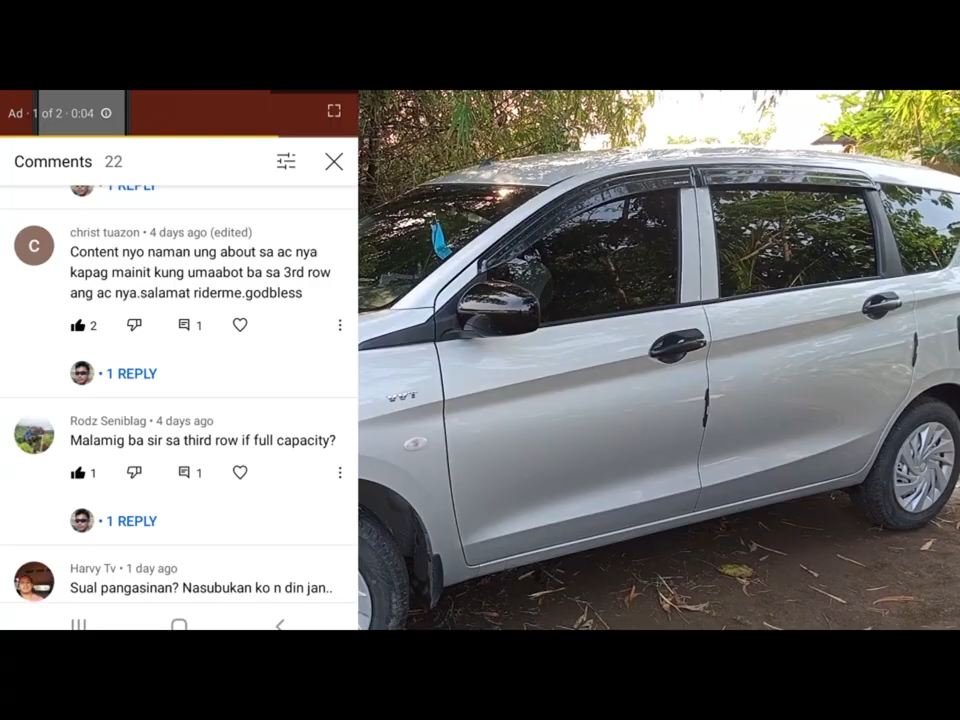 Ad · 1 of 2 · 0:04
Comments 22
• 1 REPLY
christ tuazon • 4 days ago (edited)
Content nyo naman ung about sa ac nya
kapag mainit kung umaabot ba sa 3rd row
ang ac nya.salamat riderme.godbless
2
1
• 1 REPLY
Rodz Seniblag • 4 days ago
Malamig ba sir sa third row if full capacity?
1
1
• 1 REPLY
Harvy Tv • 1 day ago
Sual pangasinan? Nasubukan ko n din jan..
C
VVT